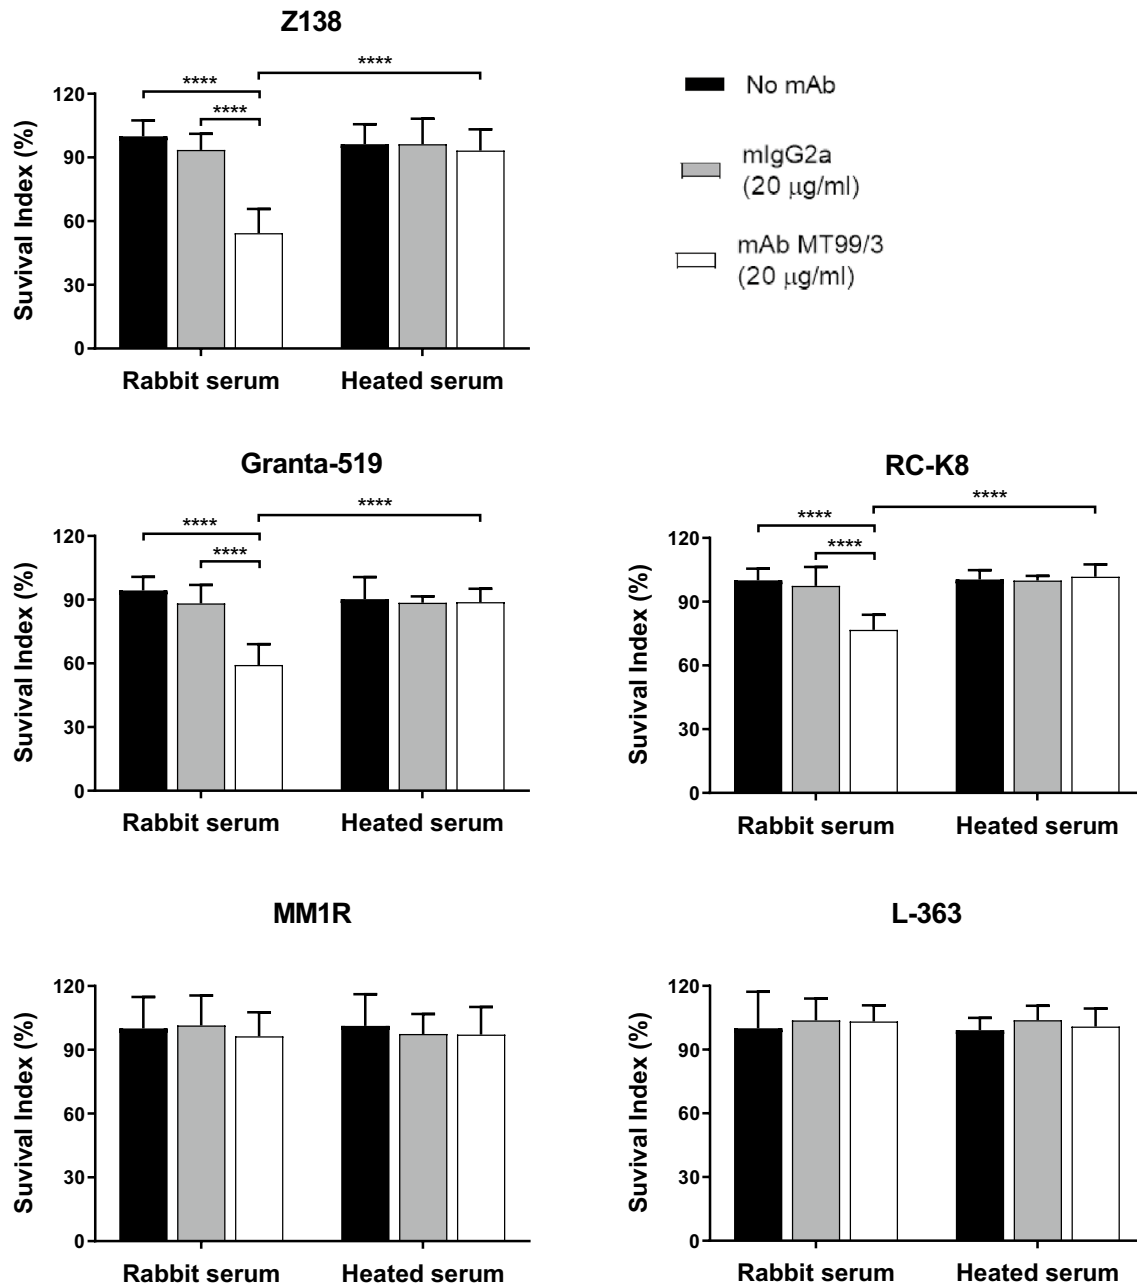 Z138
****
****
****
120
90
60
30
0
Suvival Index (%)
Rabbit serum
Heated serum
No mAb
mIgG2a
(20 μg/ml)
mAb MT99/3
(20 μg/ml)
Granta-519
****
****
****
120
90
60
30
0
Suvival Index (%)
Rabbit serum
Heated serum
RC-K8
****
****
****
120
90
60
30
0
Suvival Index (%)
Rabbit serum
Heated serum
MM1R
120
90
60
30
0
Suvival Index (%)
Rabbit serum
Heated serum
L-363
120
90
60
30
0
Suvival Index (%)
Rabbit serum
Heated serum